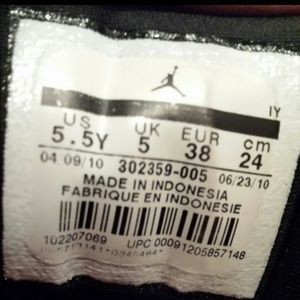 IY
US UK EUR cm
5.5Y 5 38 24
04 09/10 302359-005 06/23/10
MADE IN INDONESIA
FABRIQUE EN INDONESIE
102207069 UPC 00091205857148